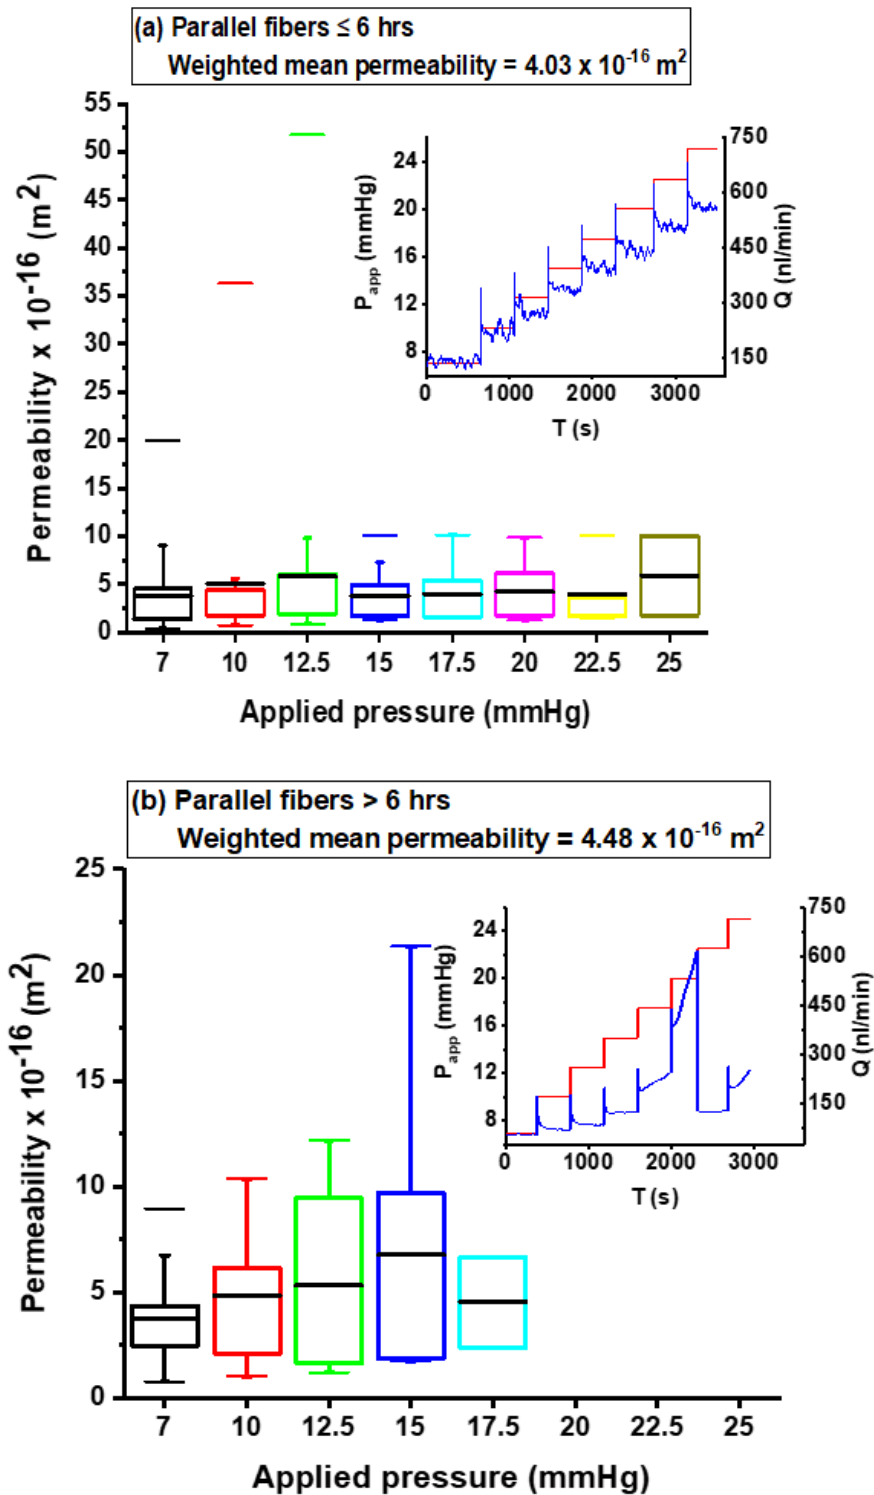 (a) Parallel fibers ≤ 6 hrs
Weighted mean permeability = 4.03 x 10⁻¹⁶ m²
Permeability x 10⁻¹⁶ (m²)
55
50
45
40
35
30
25
20
15
10
5
0
7 10 12.5 15 17.5 20 22.5 25
Applied pressure (mmHg)
Papp (mmHg)
24
20
16
12
8
750
600
450
300
150
Q (nl/min)
0 1000 2000 3000
T (s)
(b) Parallel fibers > 6 hrs
Weighted mean permeability = 4.48 x 10⁻¹⁶ m²
Permeability x 10⁻¹⁶ (m²)
25
20
15
10
5
0
7 10 12.5 15 17.5 20 22.5 25
Applied pressure (mmHg)
Papp (mmHg)
24
20
16
12
8
750
600
450
300
150
Q (nl/min)
0 1000 2000 3000
T (s)